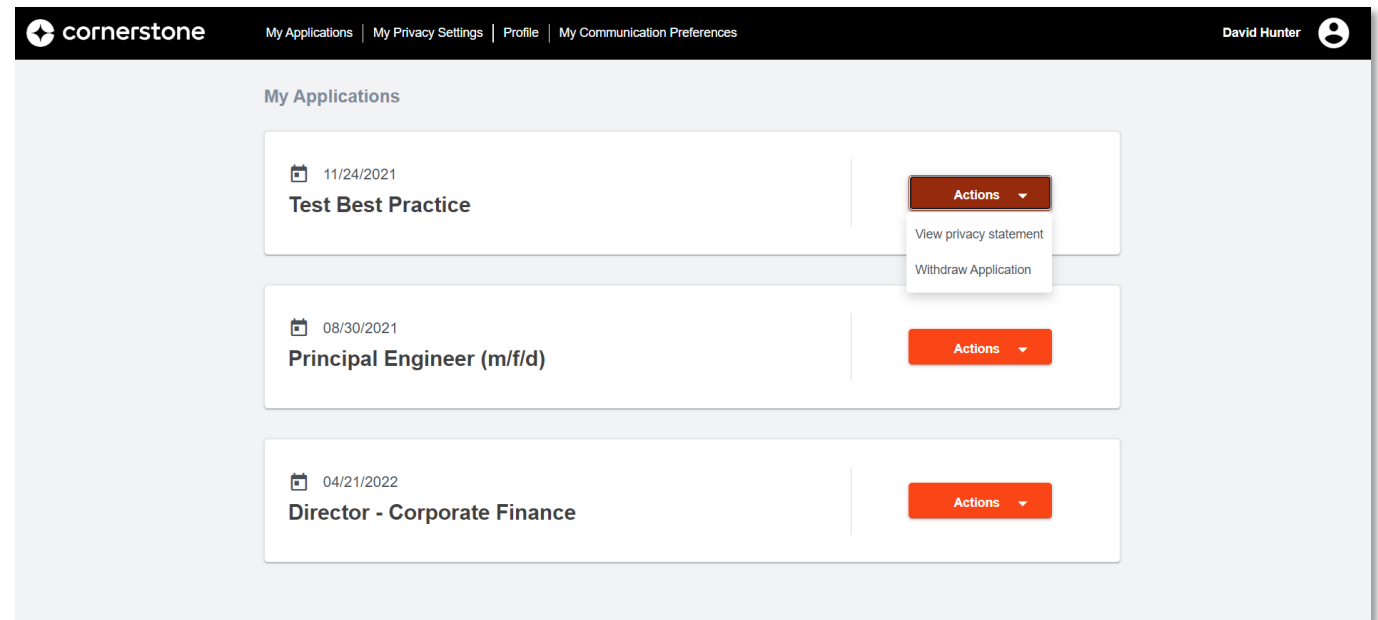 cornerstone My Applications | My Privacy Settings | Profile | My Communication Preferences David Hunter
My Applications
11/24/2021
Test Best Practice
Actions
View privacy statement
Withdraw Application
08/30/2021
Principal Engineer (m/f/d)
Actions
04/21/2022
Director - Corporate Finance
Actions